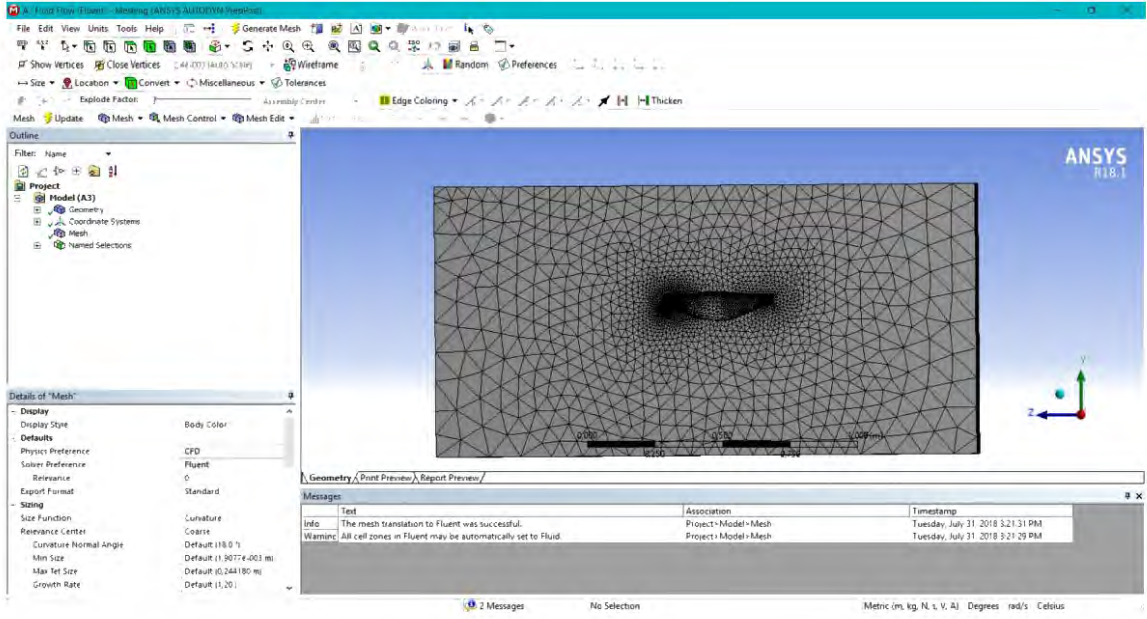 A : Fluid Flow (Fluent) - Meshing [ANSYS AUTODYN PrepPost]
File Edit View Units Tools Help Generate Mesh
Show Vertices Close Vertices Wireframe Random Preferences
Size Location Convert Miscellaneous Tolerances
Explode Factor: Assembly Center Edge Coloring Thicken
Mesh Update Mesh Mesh Control Mesh Edit
Outline
Filter: Name
Project
Model (A3)
Geometry
Coordinate Systems
Mesh
Named Selections
ANSYS
R18.1
Y
Z
0,000 0,500
0,250
Details of "Mesh"
Display
Display Style Body Color
Defaults
Physics Preference CFD
Solver Preference Fluent
Relevance 0
Export Format Standard
Sizing
Size Function Curvature
Relevance Center Coarse
Curvature Normal Angle Default (18,0 °)
Min Size Default (1,9077e-003 m)
Max Tet Size Default (0,244180 m)
Growth Rate Default (1,20 )
Geometry Print Preview Report Preview
Messages
Text Association Timestamp
Info The mesh translation to Fluent was successful. Project>Model>Mesh Tuesday, July 31, 2018 3:21:31 PM
Warning All cell zones in Fluent may be automatically set to Fluid. Project>Model>Mesh Tuesday, July 31, 2018 3:21:29 PM
2 Messages No Selection Metric (m, kg, N, s, V, A) Degrees rad/s Celsius